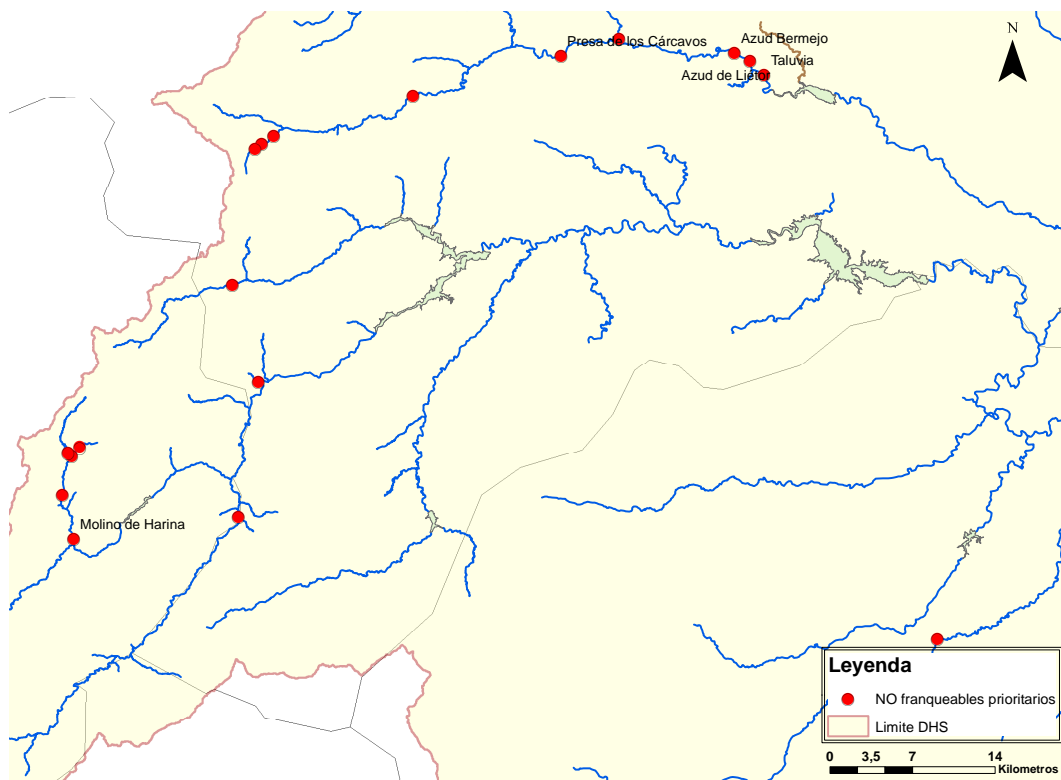 N
Presa de los Cárcavos
Azud Bermejo
Taluvia
Azud de Liétor
Molino de Harina
Leyenda
NO franqueables prioritarios
Limite DHS
0 3,5 7 14
Kilometros